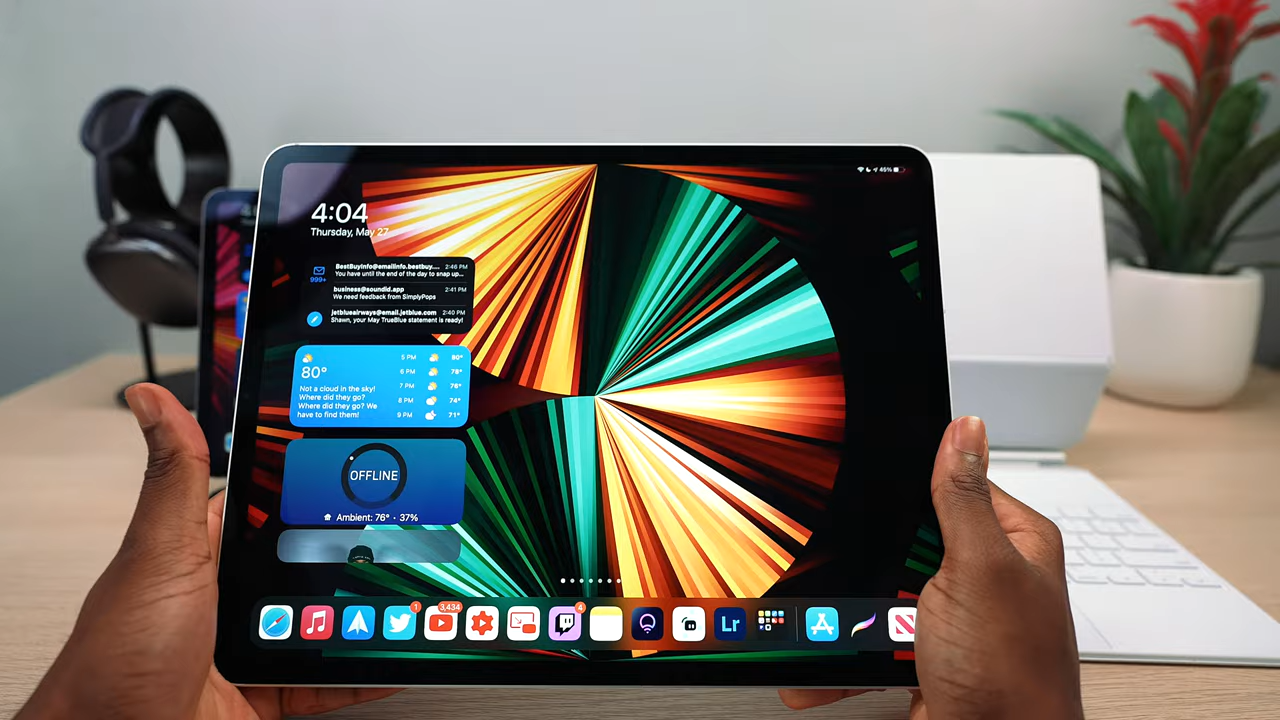 45%
4:04
Thursday, May 27
BestBuyInfo@emailinfo.bestbuy.... 2:46 PM
You have until the end of the day to snap up...
999+
business@soundid.app 2:41 PM
We need feedback from SimplyPops
jetblueairways@email.jetblue.com 2:40 PM
Shawn, your May TrueBlue statement is ready!
80°
Not a cloud in the sky!
Where did they go?
Where did they go? We
have to find them!
5 PM 80°
6 PM 78°
7 PM 76°
8 PM 74°
9 PM 71°
OFFLINE
Ambient: 76° · 37%
1
3,434
4
Lr